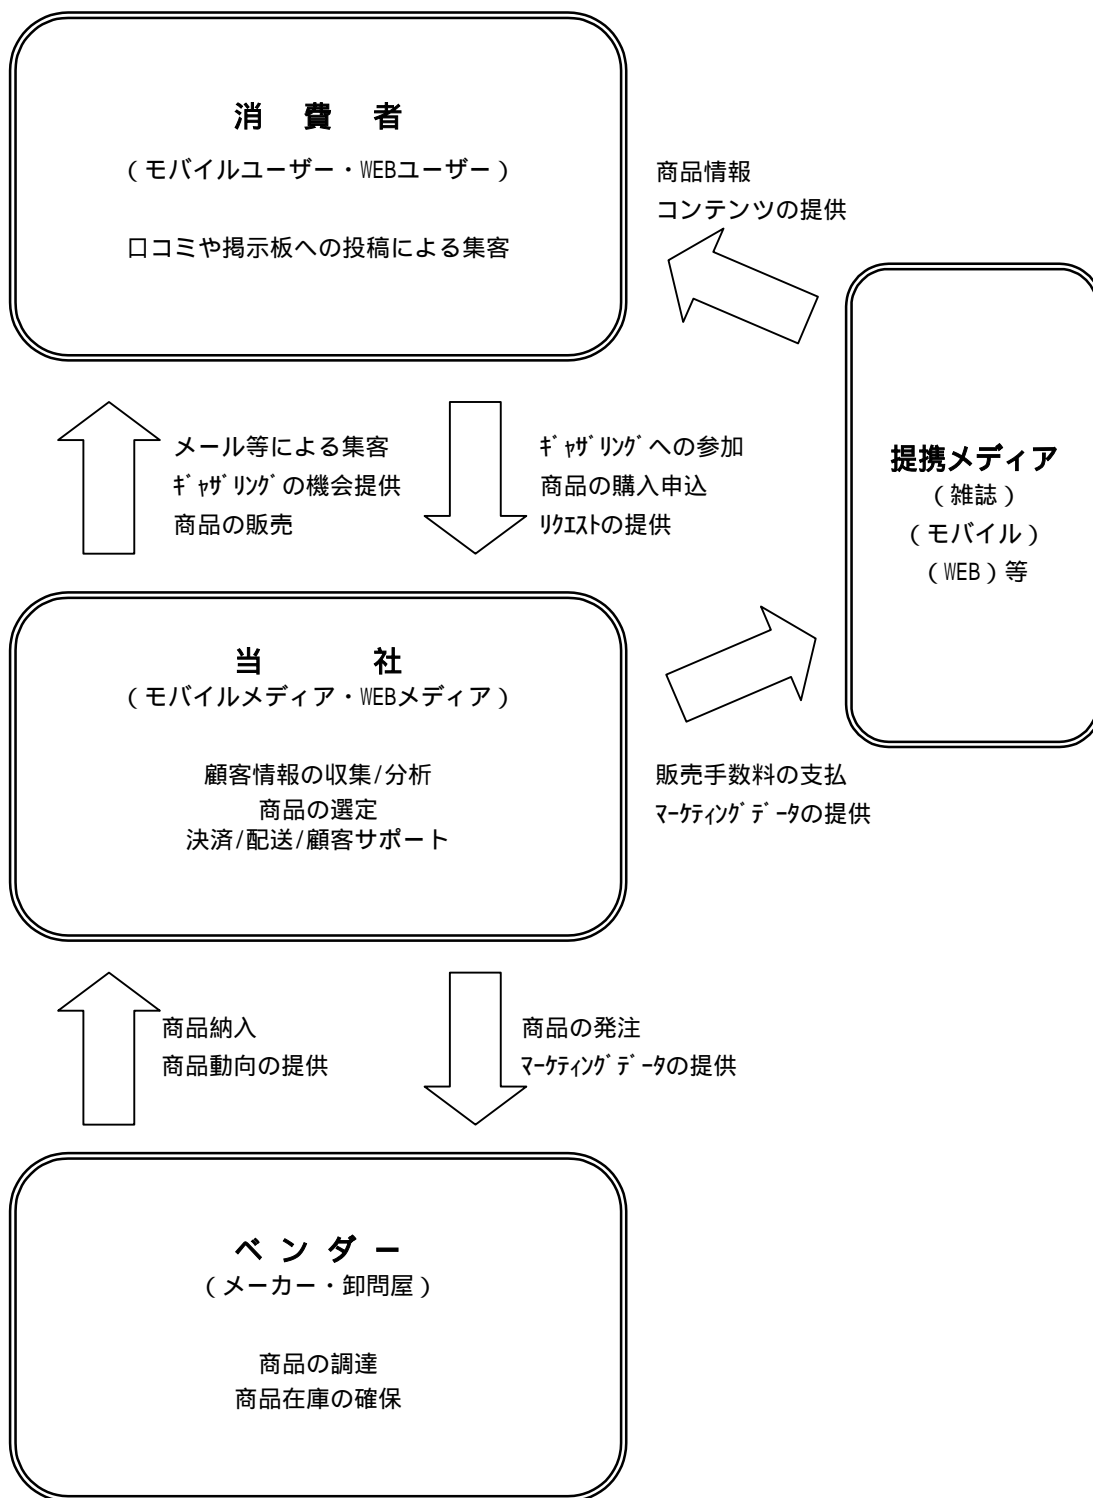 消 費 者
（モバイルユーザー・WEBユーザー）
口コミや掲示板への投稿による集客
商品情報
コンテンツの提供
メール等による集客
ｷﾞｬｻﾞﾘﾝｸﾞの機会提供
商品の販売
ｷﾞｬｻﾞﾘﾝｸﾞへの参加
商品の購入申込
ﾘｸｴｽﾄの提供
提携メディア
（雑誌）
（モバイル）
（WEB）等
当 社
（モバイルメディア・WEBメディア）
顧客情報の収集/分析
商品の選定
決済/配送/顧客サポート
販売手数料の支払
ﾏｰｹﾃｨﾝｸﾞﾃﾞｰﾀの提供
商品納入
商品動向の提供
商品の発注
ﾏｰｹﾃｨﾝｸﾞﾃﾞｰﾀの提供
ベ ン ダ ー
（メーカー・卸問屋）
商品の調達
商品在庫の確保